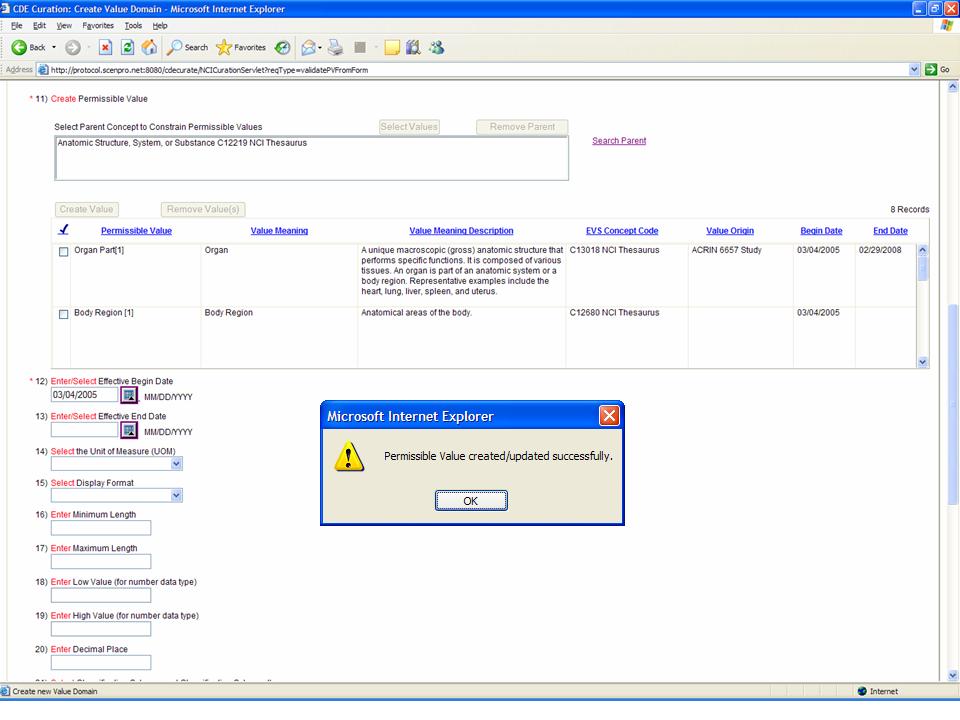 CDE Curation: Create Value Domain - Microsoft Internet Explorer
File Edit View Favorites Tools Help
Back Search Favorites
Address http://protocol.scenpro.net:8080/cdecurate/NCICurationServlet?reqType=validatePVFromForm Go
* 11) Create Permissible Value
Select Parent Concept to Constrain Permissible Values Select Values Remove Parent
Anatomic Structure, System, or Substance C12219 NCI Thesaurus
Search Parent
Create Value Remove Value(s) 8 Records
Permissible Value Value Meaning Value Meaning Description EVS Concept Code Value Origin Begin Date End Date
Organ Part[1] Organ A unique macroscopic (gross) anatomic structure that C13018 NCI Thesaurus ACRIN 6657 Study 03/04/2005 02/29/2008
performs specific functions. It is composed of various
tissues. An organ is part of an anatomic system or a
body region. Representative examples include the
heart, lung, liver, spleen, and uterus.
Body Region [1] Body Region Anatomical areas of the body. C12680 NCI Thesaurus 03/04/2005
* 12) Enter/Select Effective Begin Date
03/04/2005 MM/DD/YYYY
13) Enter/Select Effective End Date
MM/DD/YYYY
14) Select the Unit of Measure (UOM)
15) Select Display Format
16) Enter Minimum Length
17) Enter Maximum Length
18) Enter Low Value (for number data type)
19) Enter High Value (for number data type)
20) Enter Decimal Place
Microsoft Internet Explorer
Permissible Value created/updated successfully.
OK
Create new Value Domain Internet